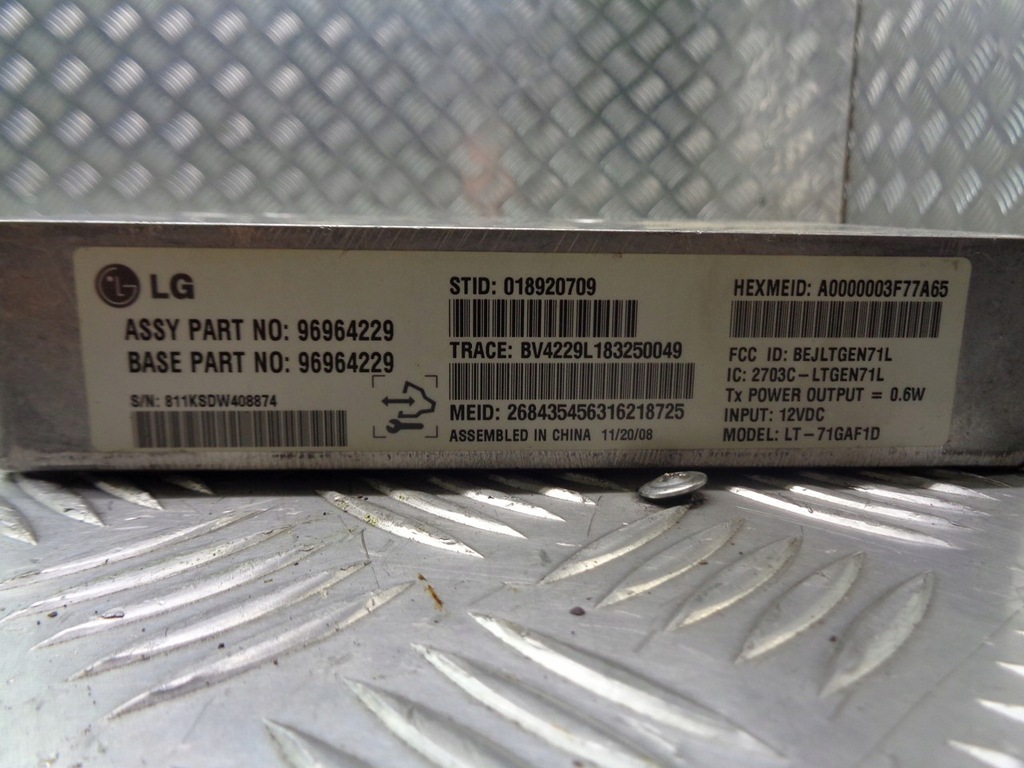 LG
ASSY PART NO: 96964229
BASE PART NO: 96964229
S/N: 811KSDW408874
STID: 018920709
TRACE: BV4229L183250049
MEID: 268435456316218725
ASSEMBLED IN CHINA 11/20/08
HEXMEID: A0000003F77A65
FCC ID: BEJLTGEN71L
IC: 2703C-LTGEN71L
Tx POWER OUTPUT = 0.6W
INPUT: 12VDC
MODEL: LT-71GAF1D